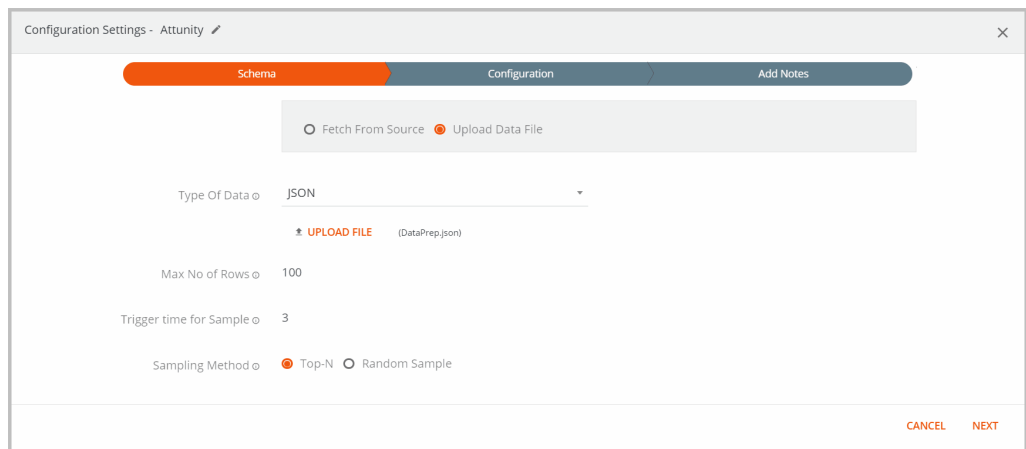 Configuration Settings - Attunity
Schema
Configuration
Add Notes
Fetch From Source
Upload Data File
Type Of Data
JSON
UPLOAD FILE (DataPrep.json)
Max No of Rows
100
Trigger time for Sample
3
Sampling Method
Top-N
Random Sample
CANCEL
NEXT